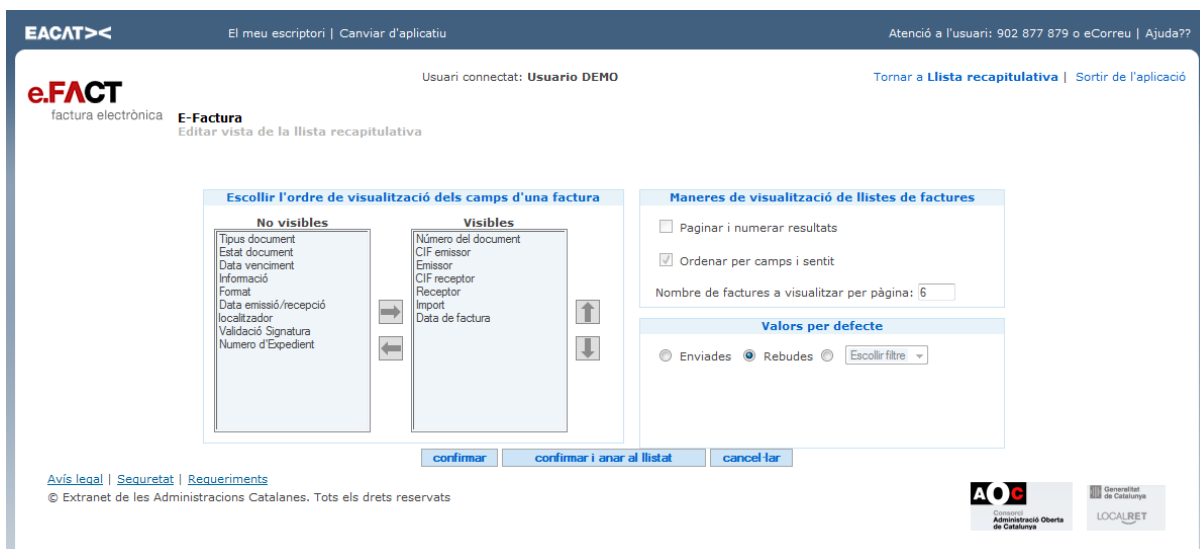 EACAT><
El meu escriptori | Canviar d'aplicatiu
Atenció a l'usuari: 902 877 879 o eCorreu | Ajuda??
e.FACT
factura electrònica
Usuari connectat: Usuario DEMO
Tornar a Llista recapitulativa | Sortir de l'aplicació
E-Factura
Editar vista de la llista recapitulativa
Escollir l'ordre de visualització dels camps d'una factura
No visibles
Tipus document
Estat document
Data venciment
Informació
Format
Data emissió/recepció
localitzador
Validació Signatura
Numero d'Expedient
Visibles
Número del document
CIF emissor
Emissor
CIF receptor
Receptor
Import
Data de factura
Maneres de visualització de llistes de factures
Paginar i numerar resultats
Ordenar per camps i sentit
Nombre de factures a visualitzar per pàgina: 6
Valors per defecte
Enviades Rebudes Escollir filtre
confirmar confirmar i anar al llistat cancel·lar
Avís legal | Seguretat | Requeriments
© Extranet de les Administracions Catalanes. Tots els drets reservats
AOC
Consorci
Administració Oberta
de Catalunya
Generalitat
de Catalunya
LOCALRET